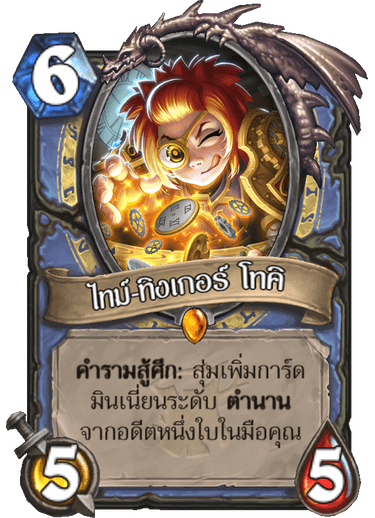 6
ไทม์-ทิงเกอร์ โทคิ
คำรามสู้ศึก: สุ่มเพิ่มการ์ด
มินเนี่ยนระดับ ตำนาน
จากอดีตหนึ่งใบในมือคุณ
5
5